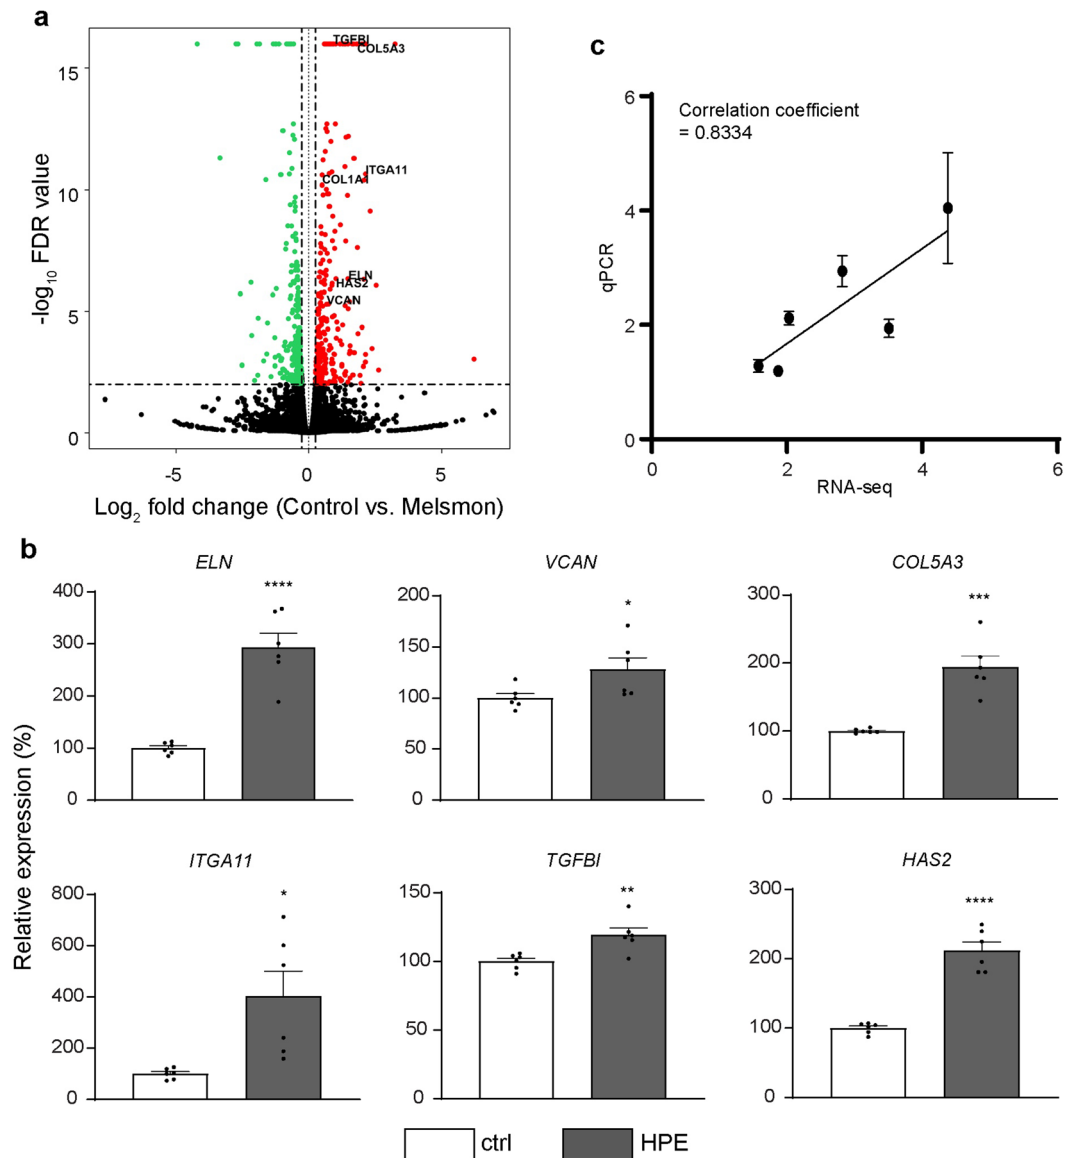 a
-log10 FDR value
15
10
5
0
TGFBI
COL5A3
ITGA11
COL1A1
ELN
HAS2
VCAN
-5
0
5
Log2 fold change (Control vs. Melsmon)
c
Correlation coefficient
= 0.8334
qPCR
6
4
2
0
0
2
4
6
RNA-seq
b
Relative expression (%)
ELN
400
300
200
100
0
****
VCAN
200
150
100
50
0
*
COL5A3
300
200
100
0
***
ITGA11
800
600
400
200
0
*
TGFBI
150
100
50
0
**
HAS2
300
200
100
0
****
ctrl
HPE